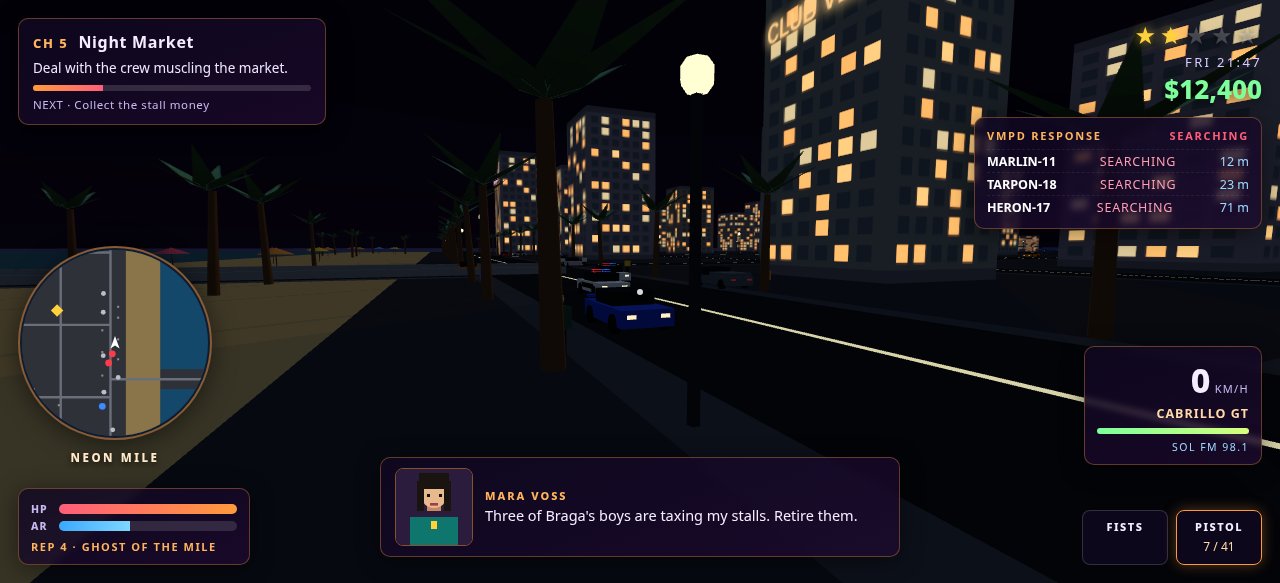 CH 5 Night Market
Deal with the crew muscling the market.
NEXT · Collect the stall money
CLUB
FRI 21:47
$12,400
VMPD RESPONSE SEARCHING
MARLIN-11 SEARCHING 12 m
TARPON-18 SEARCHING 23 m
HERON-17 SEARCHING 71 m
NEON MILE
HP
AR
REP 4 · GHOST OF THE MILE
MARA VOSS
Three of Braga's boys are taxing my stalls. Retire them.
0 KM/H
CABRILLO GT
SOL FM 98.1
FISTS
PISTOL
7 / 41